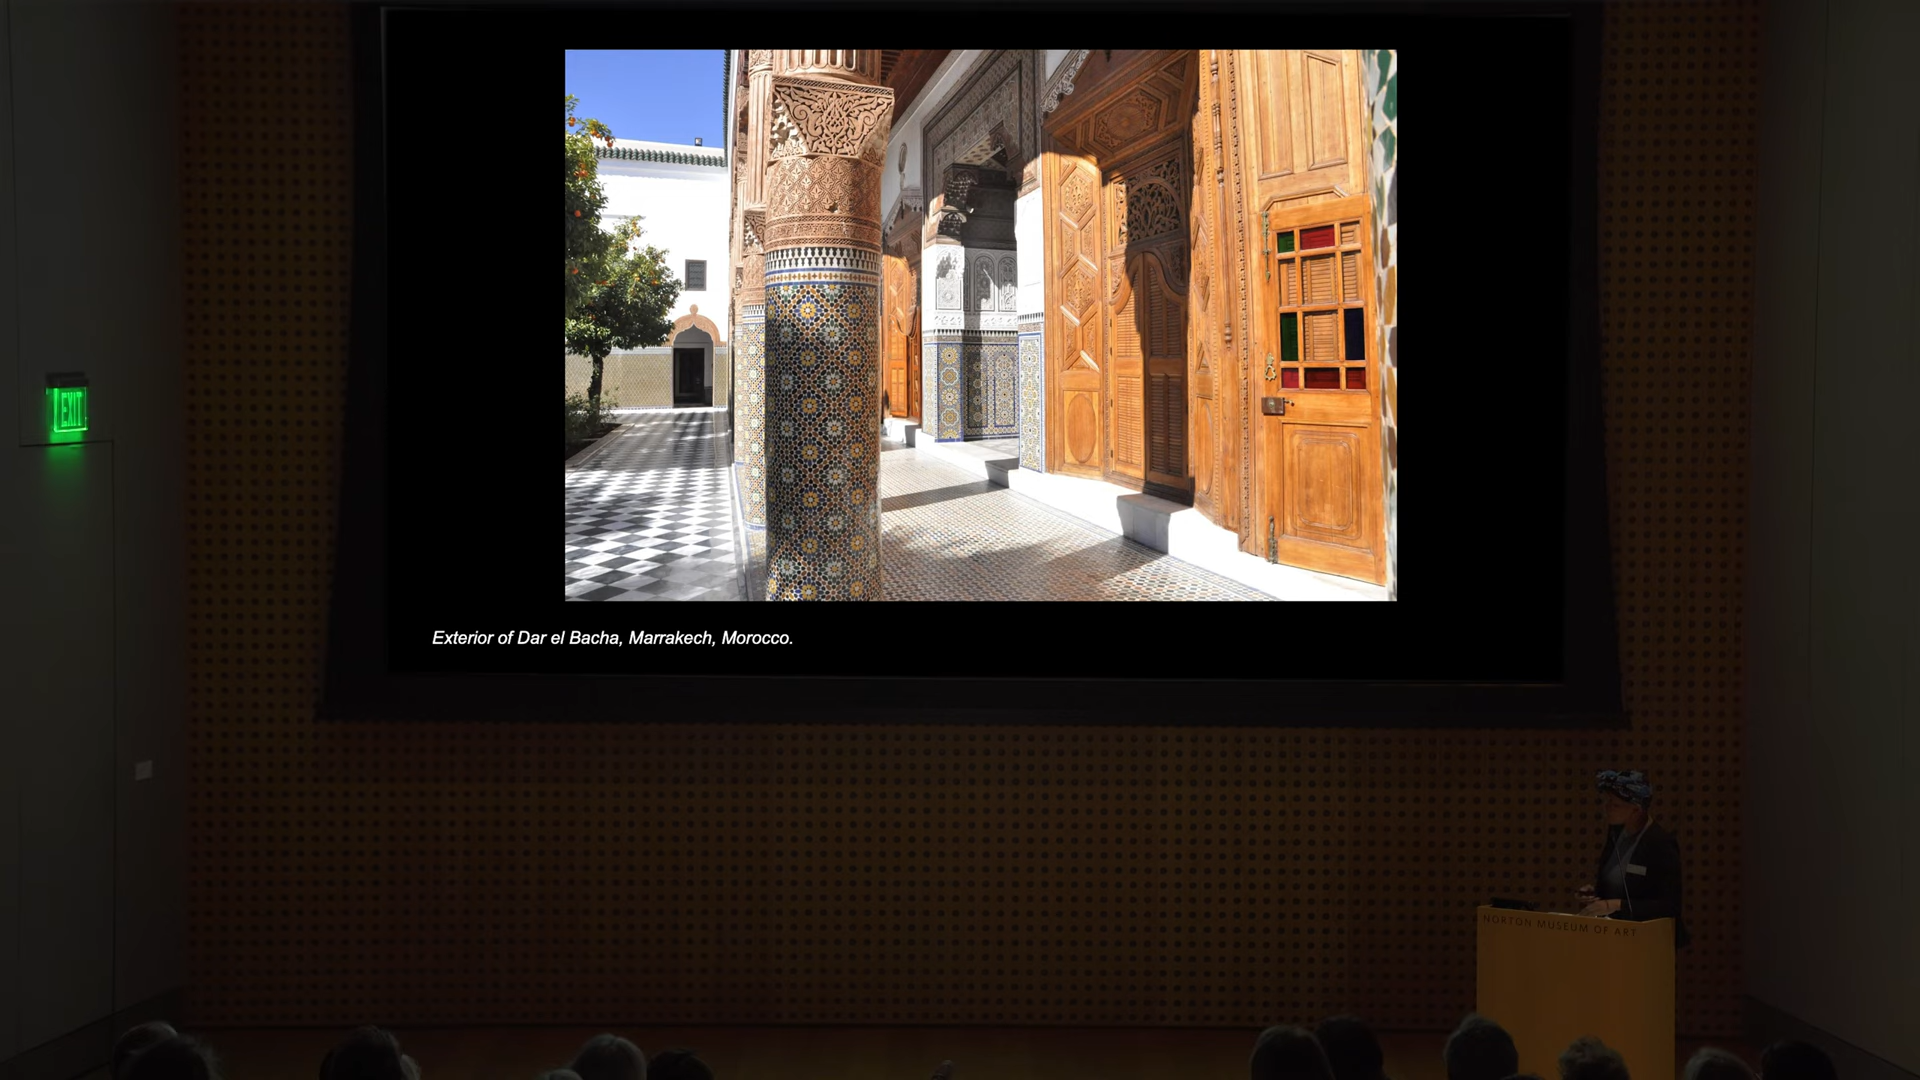 EXIT
Exterior of Dar el Bacha, Marrakech, Morocco.
NORTON MUSEUM OF ART